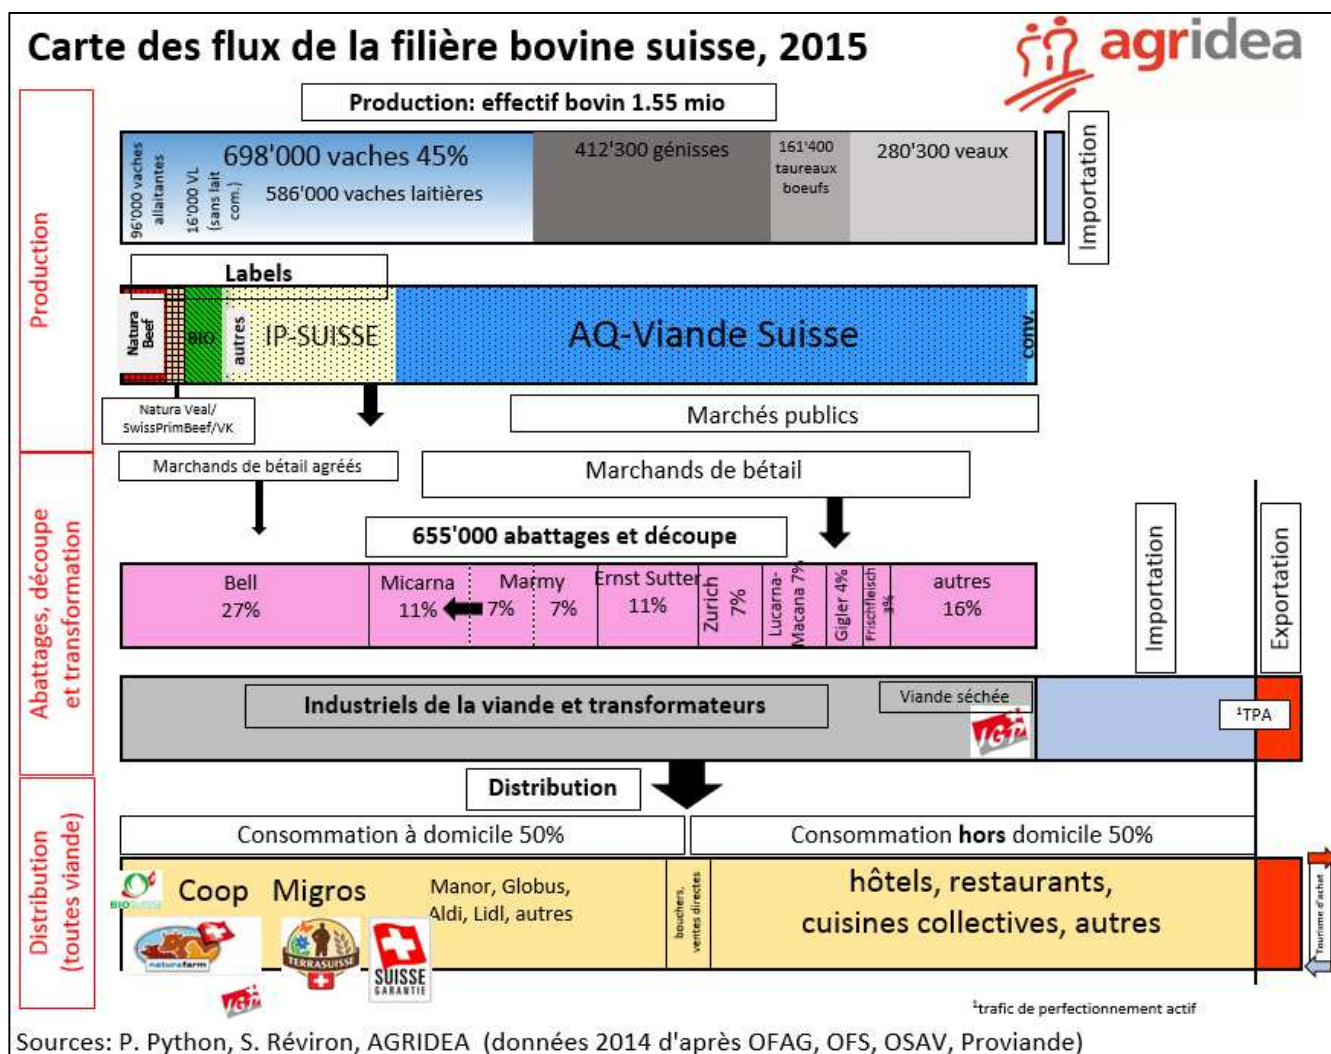 Carte des flux de la filière bovine suisse, 2015
agridea
Production
Production: effectif bovin 1.55 mio
96'000 vaches
allaitantes
16'000 VL
(sans lait
com.)
698'000 vaches 45%
586'000 vaches laitières
412'300 génisses
161'400
taureaux
boeufs
280'300 veaux
Importation
Labels
Natura
Beef
BIO
autres
IP-SUISSE
AQ-Viande Suisse
conv.
Natura Veal/
SwissPrimBeef/VK
Marchés publics
Abattages, découpe
et transformation
Marchands de bétail agréés
Marchands de bétail
655'000 abattages et découpe
Bell
27%
Micarna
11%
Marmy
7%
7%
Ernst Sutter
11%
Zurich
7%
Lucarna-
Macana 7%
Gigler 4%
Frischfleisch
3%
autres
16%
Importation
Exportation
Industriels de la viande et transformateurs
Viande séchée
IGP
¹TPA
Distribution
(toutes viande)
Distribution
Consommation à domicile 50%
Consommation hors domicile 50%
BIOSUISSE
Coop
Migros
Manor, Globus,
Aldi, Lidl, autres
bouchers,
ventes directes
hôtels, restaurants,
cuisines collectives, autres
Tourisme d'achat
naturafarm
TERRASUISSE
SUISSE
GARANTIE
IGP
¹trafic de perfectionnement actif
Sources: P. Python, S. Réviron, AGRIDEA (données 2014 d'après OFAG, OFS, OSAV, Proviande)